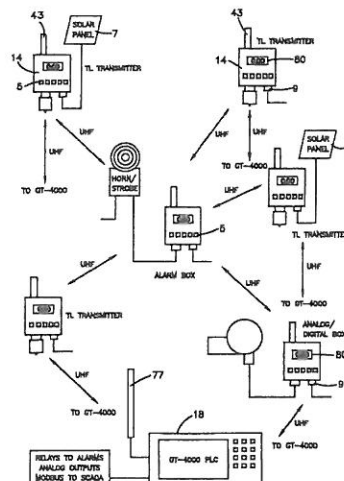 43
SOLAR
PANEL
7
TL TRANSMITTER
14
5
UHF
UHF
TO GT-4000
43
TL TRANSMITTER
14
80
9
UHF
UHF
TO GT-4000
SOLAR
PANEL
HORN/
STROBE
UHF
5
ALARM BOX
TL TRANSMITTER
UHF
UHF
TO GT-4000
TL TRANSMITTER
UHF
UHF
TO GT-4000
ANALOG/
DIGITAL BOX
80
9
77
18
UHF
TO GT-4000
GT-4000 PLC
RELAYS TO ALARMS
ANALOG OUTPUTS
MODBUS TO SCADA